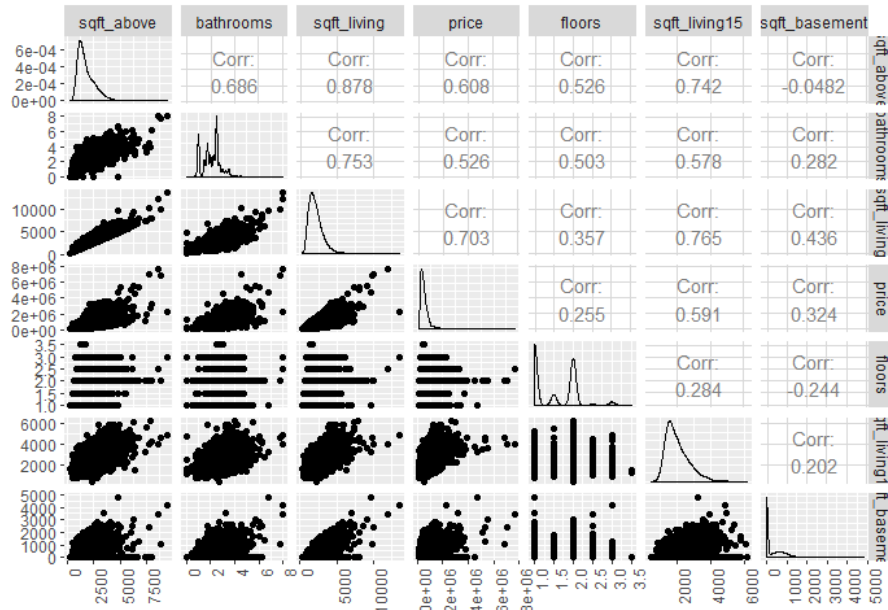 sqft_above bathrooms sqft_living price floors sqft_living15 sqft_basement
6e-04
4e-04
2e-04
0e+00
Corr:
0.686
Corr:
0.878
Corr:
0.608
Corr:
0.526
Corr:
0.742
Corr:
-0.0482
sqft_above
8
6
4
2
0
Corr:
0.753
Corr:
0.526
Corr:
0.503
Corr:
0.578
Corr:
0.282
bathrooms
10000
5000
0
Corr:
0.703
Corr:
0.357
Corr:
0.765
Corr:
0.436
sqft_living
8e+06
6e+06
4e+06
2e+06
0e+00
Corr:
0.255
Corr:
0.591
Corr:
0.324
price
3.5
3.0
2.5
2.0
1.5
1.0
Corr:
0.284
Corr:
-0.244
floors
6000
4000
2000
Corr:
0.202
qft_living1
5000
4000
3000
2000
1000
0
ft_baseme
0 2500 5000 7500
0 2 4 6 8
0 5000 10000
0e+00 2e+06 4e+06 6e+06 8e+06
1.0 1.5 2.0 2.5 3.0 3.5
2000 4000 6000
0 1000 2000 3000 4000 5000